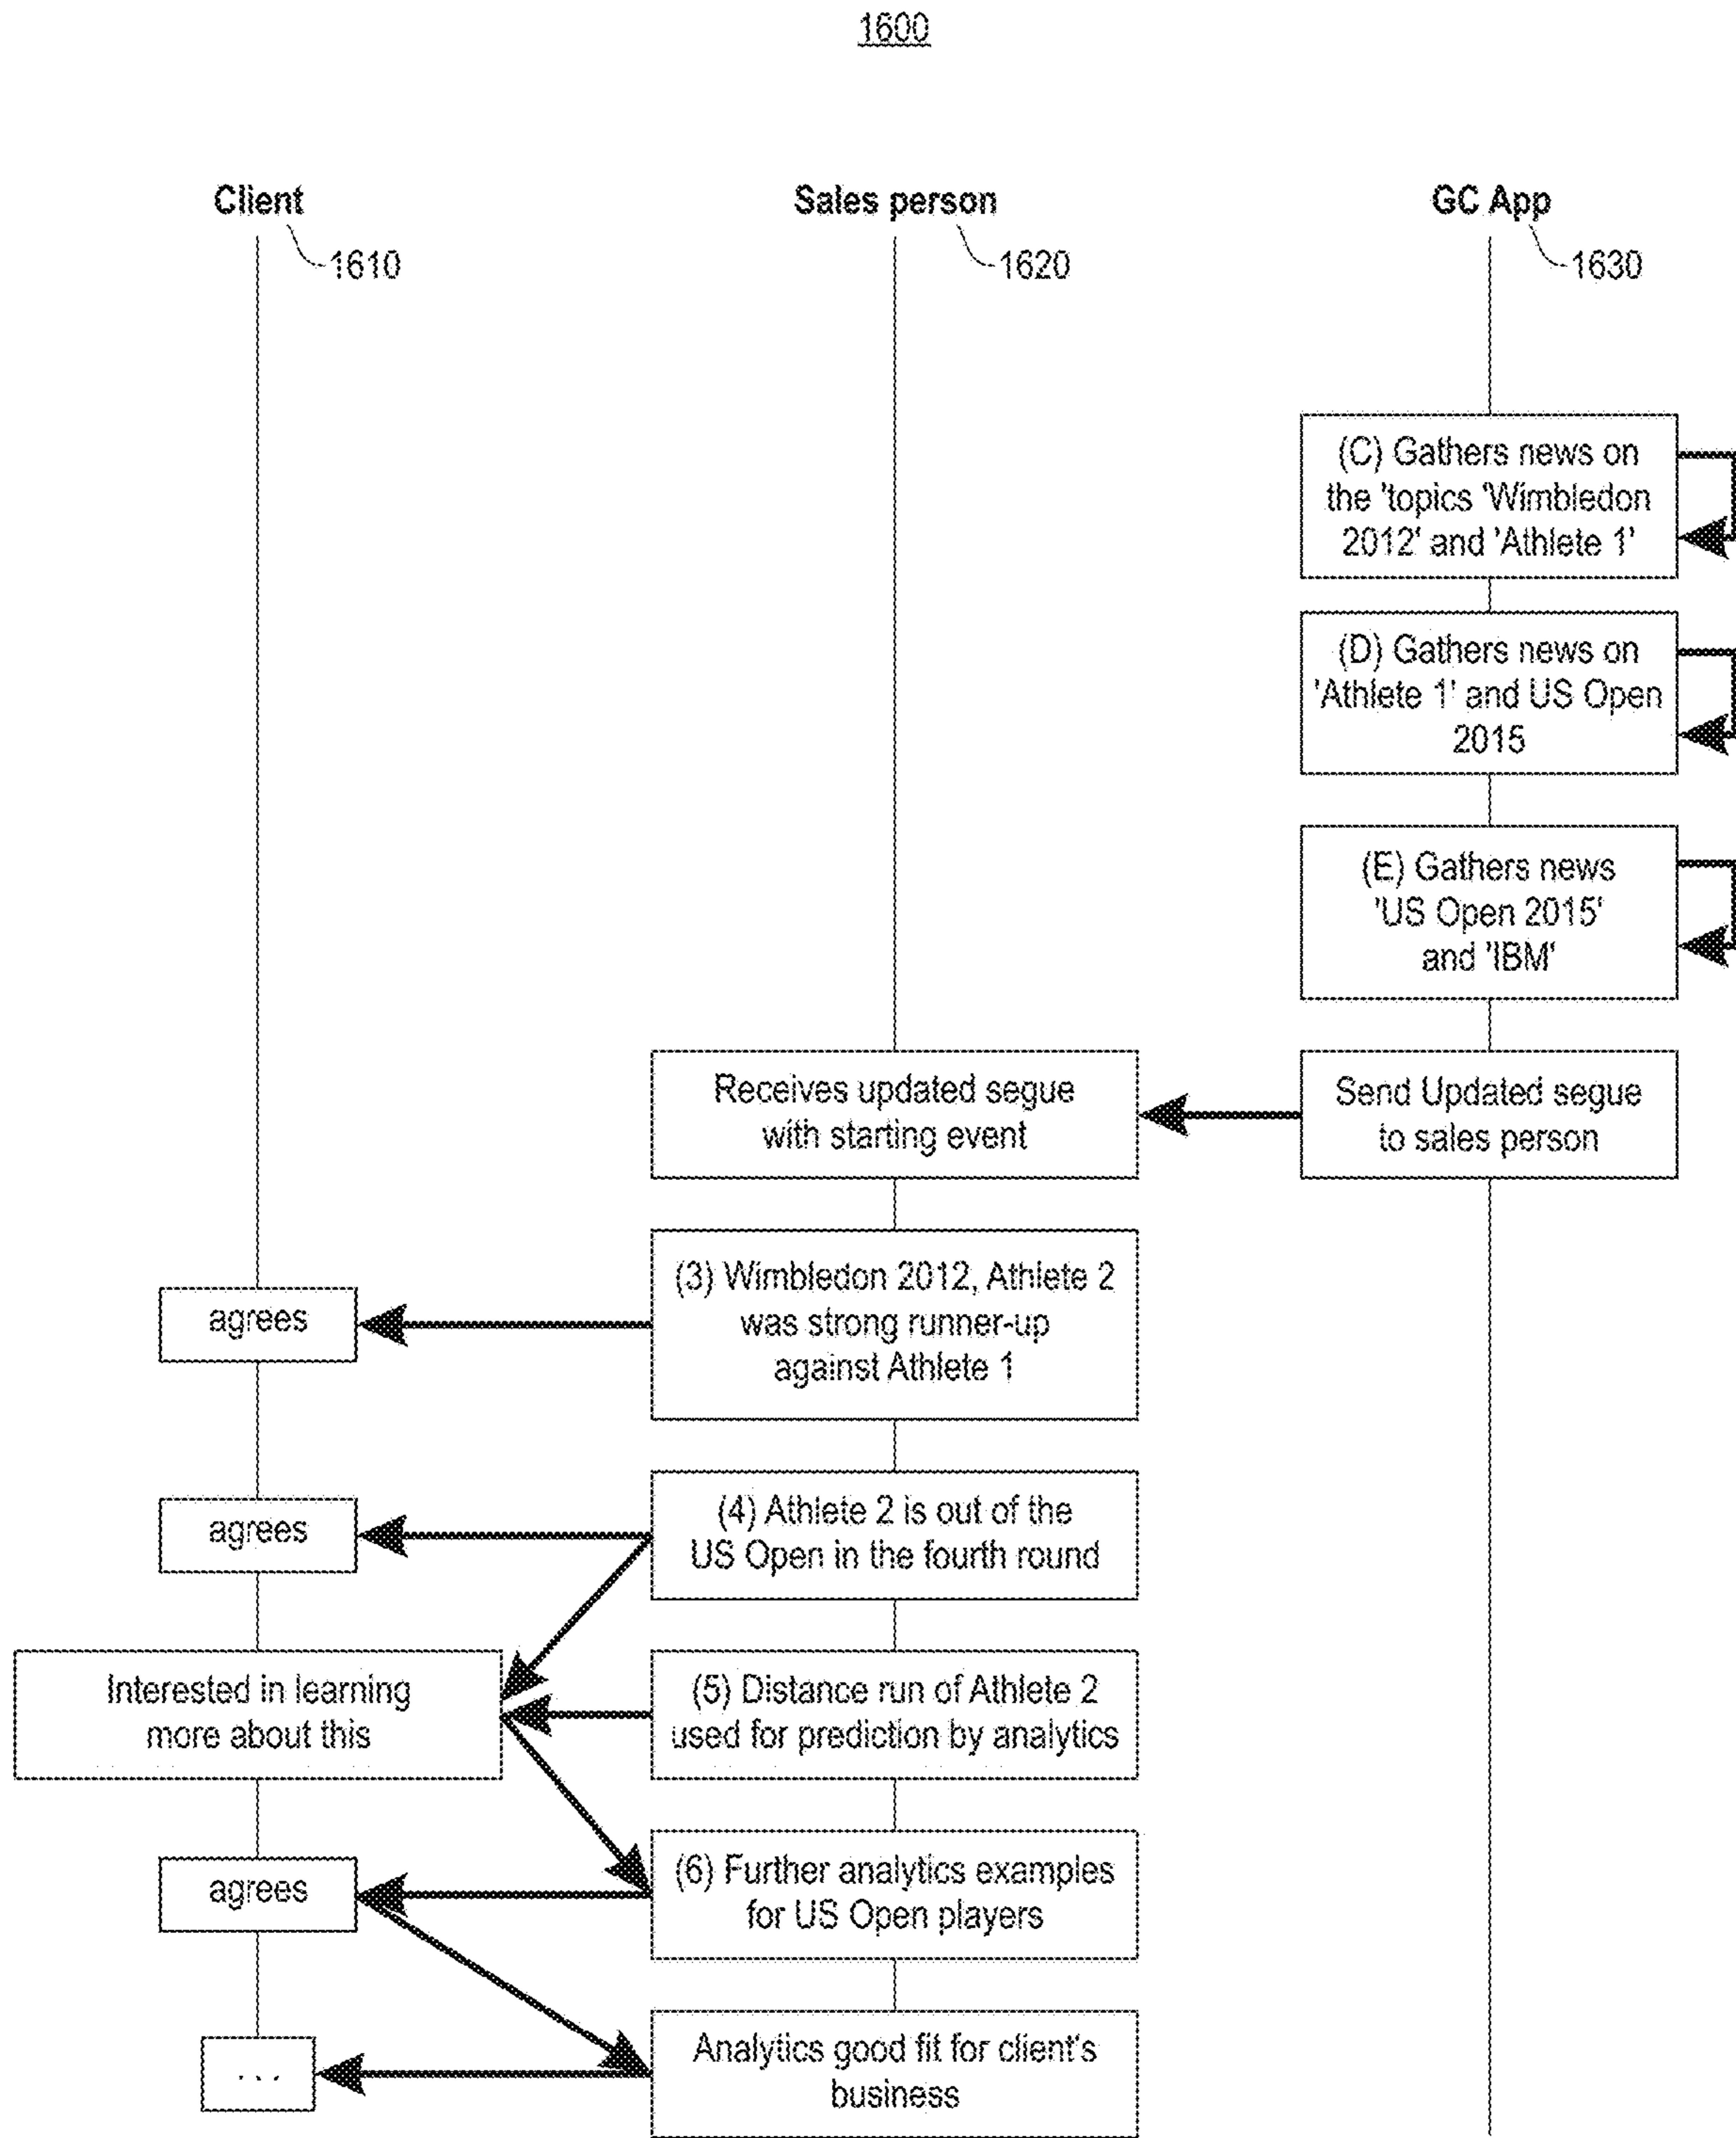 1600
Client
Sales person
GC App
1610
1620
1630
(C) Gathers news on
the 'topics 'Wimbledon
2012' and 'Athlete 1'
(D) Gathers news on
'Athlete 1' and US Open
2015
(E) Gathers news
'US Open 2015'
and 'IBM'
Receives updated segue
with starting event
Send Updated segue
to sales person
(3) Wimbledon 2012, Athlete 2
was strong runner-up
against Athlete 1
agrees
(4) Athlete 2 is out of the
US Open in the fourth round
agrees
Interested in learning
more about this
(5) Distance run of Athlete 2
used for prediction by analytics
(6) Further analytics examples
for US Open players
agrees
Analytics good fit for client's
business
. . .